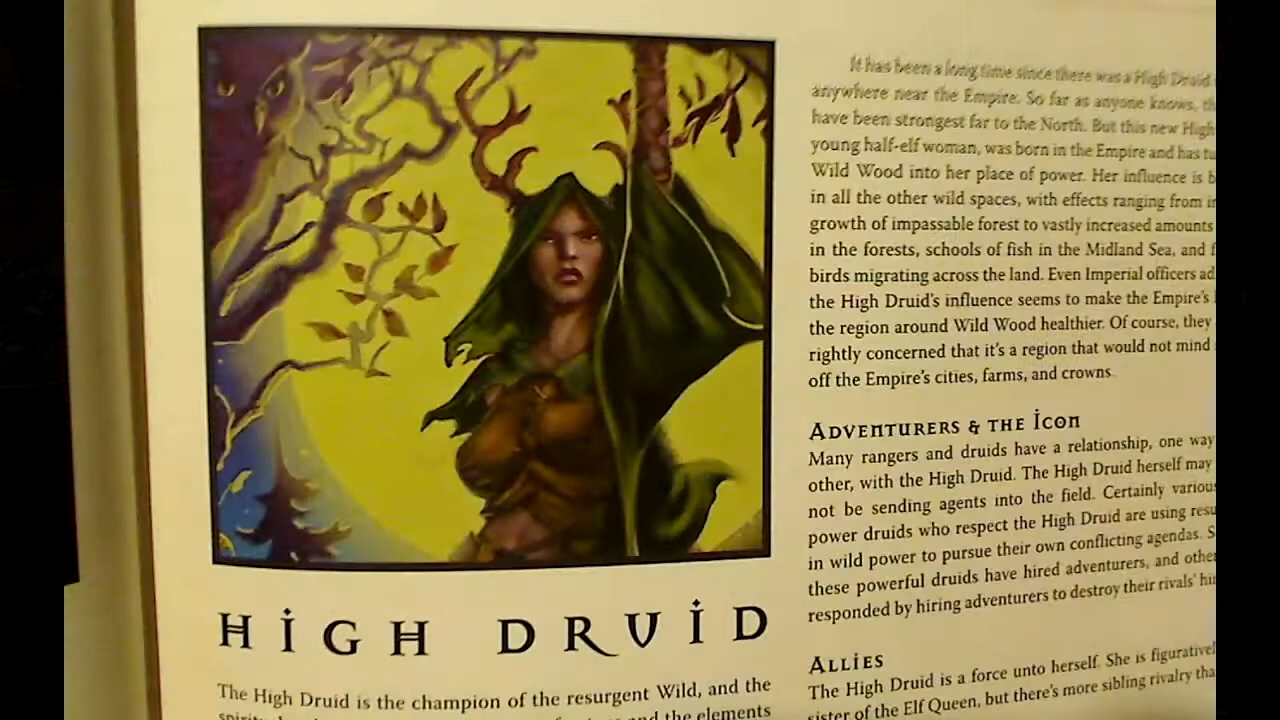 HIGH DRUID
The High Druid is the champion of the resurgent Wild, and the
and the elements
It has been a long time since there was a High Druid
anywhere near the Empire. So far as anyone knows,
have been strongest far to the North. But this new High
young half-elf woman, was born in the Empire and has
Wild Wood into her place of power. Her influence is
in all the other wild spaces, with effects ranging from
growth of impassable forest to vastly increased amounts
in the forests, schools of fish in the Midland Sea, and
birds migrating across the land. Even Imperial officers
the High Druid's influence seems to make the Empire's
the region around Wild Wood healthier. Of course, they
rightly concerned that it's a region that would not mind
off the Empire's cities, farms, and crowns.
ADVENTURERS & THE ICON
Many rangers and druids have a relationship, one way
other, with the High Druid. The High Druid herself may
not be sending agents into the field. Certainly various
power druids who respect the High Druid are using
in wild power to pursue their own conflicting agendas.
these powerful druids have hired adventurers, and
responded by hiring adventurers to destroy their rivals'
ALLIES
The High Druid is a force unto herself. She is
sister of the Elf Queen, but there's more sibling rivalry